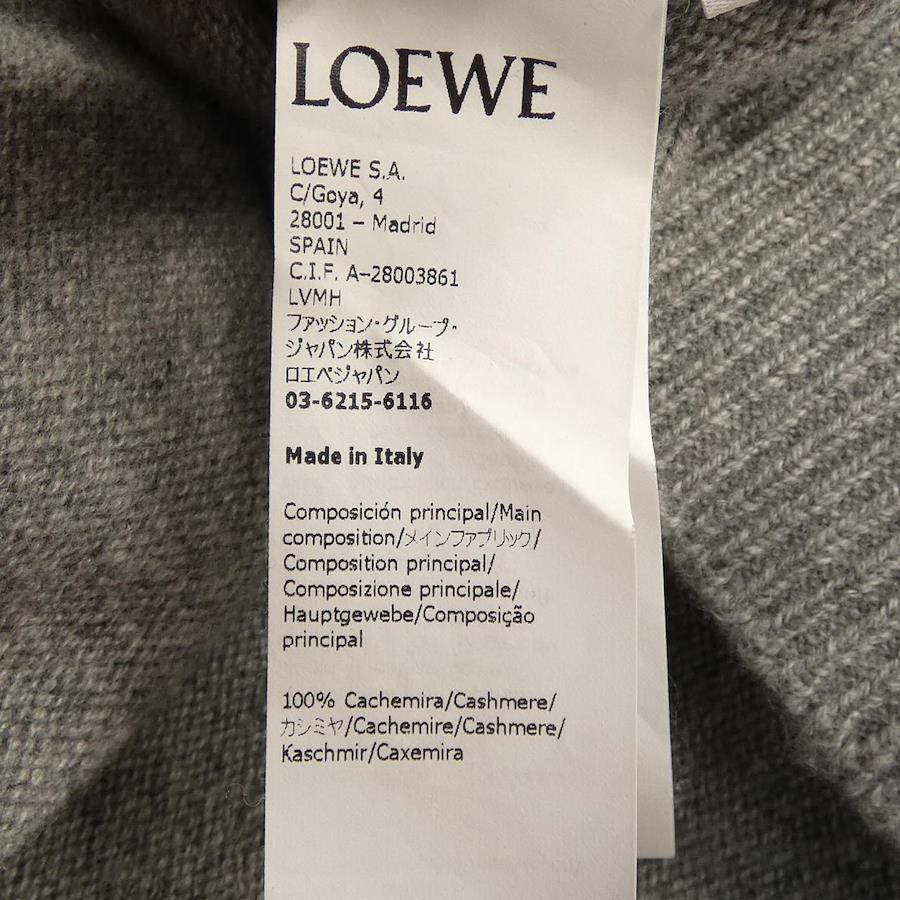 LOEWE
LOEWE S.A.
C/Goya, 4
28001 – Madrid
SPAIN
C.I.F. A–28003861
LVMH
ファッション・グループ・
ジャパン株式会社
ロエベジャパン
03-6215-6116
Made in Italy
Composición principal/Main
composition/メインファブリック/
Composition principal/
Composizione principale/
Hauptgewebe/Composição
principal
100% Cachemira/Cashmere/
カシミヤ/Cachemire/Cashmere/
Kaschmir/Caxemira